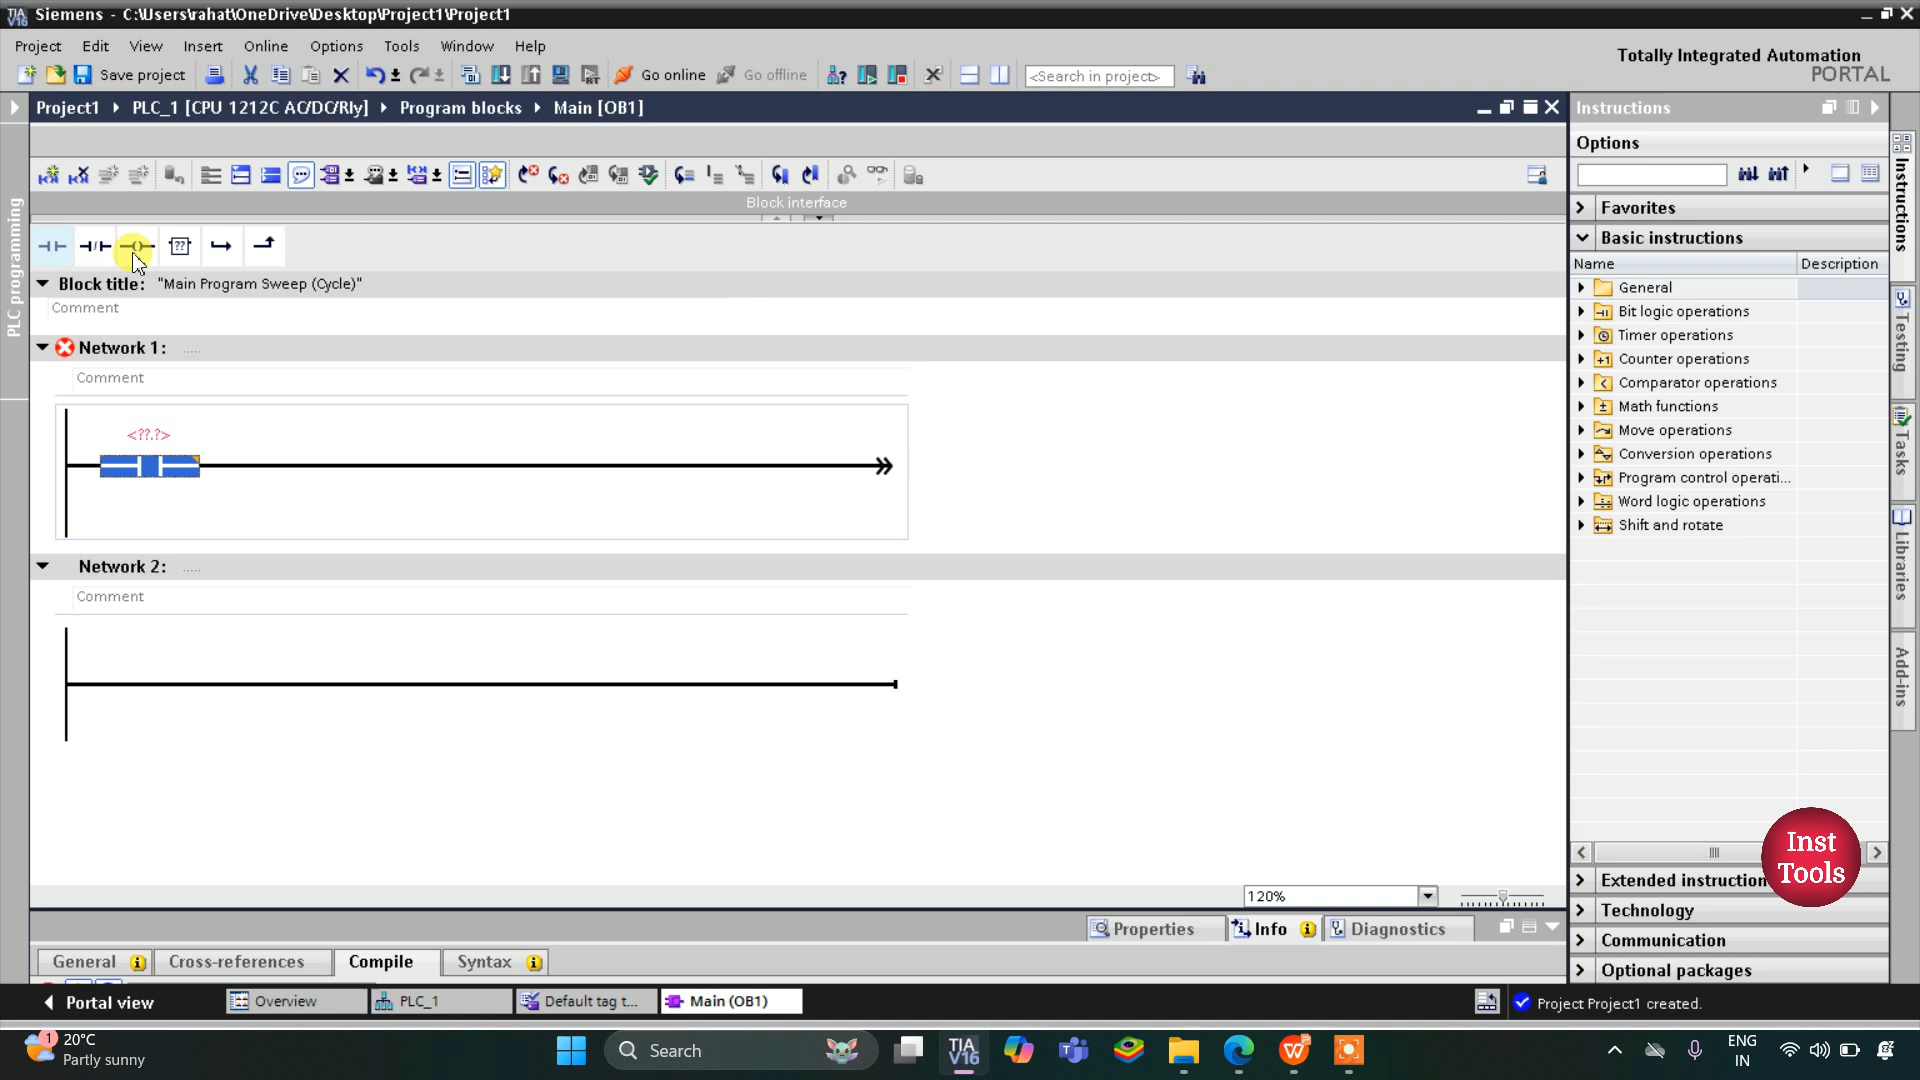 Siemens - C:\Users\rahat\OneDrive\Desktop\Project1\Project1
Project Edit View Insert Online Options Tools Window Help
Totally Integrated Automation
PORTAL
Save project Go online Go offline <Search in project>
Project1 PLC_1 [CPU 1212C AC/DC/Rly] Program blocks Main [OB1]
Instructions
Options
Block interface
PLC programming
Favorites
Basic instructions
Name Description
General
Bit logic operations
Timer operations
Counter operations
Comparator operations
Math functions
Move operations
Conversion operations
Program control operati...
Word logic operations
Shift and rotate
Extended instruction
Technology
Communication
Optional packages
Instructions
Testing
Tasks
Libraries
Add-ins
??
Block title: "Main Program Sweep (Cycle)"
Comment
Network 1: .....
Comment
<??.?>
Network 2: .....
Comment
120%
Inst
Tools
Properties Info Diagnostics
General Cross-references Compile Syntax
Portal view Overview PLC_1 Default tag t... Main (OB1) Project Project1 created.
1
20°C
Partly sunny
Search
TIA
V16
ENG
IN